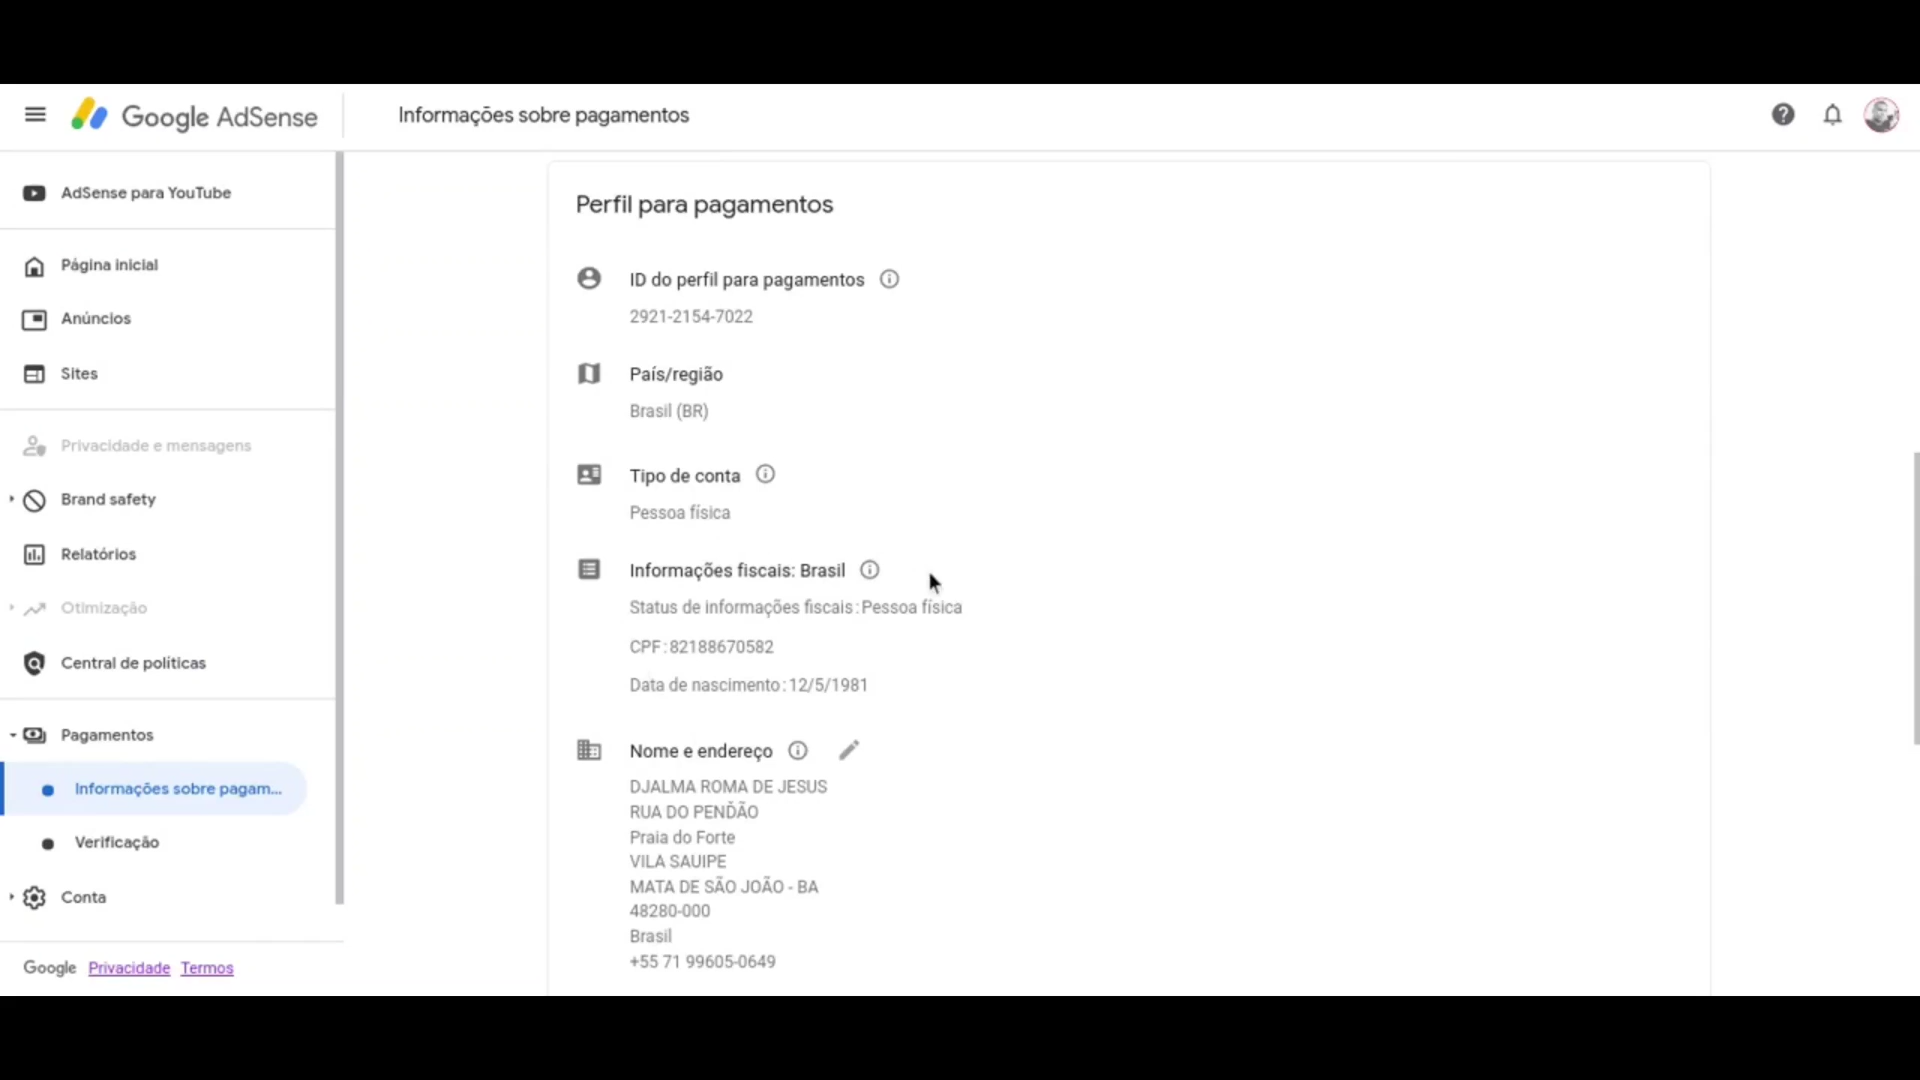 Google AdSense
Informações sobre pagamentos
AdSense para YouTube
Página inicial
Anúncios
Sites
Privacidade e mensagens
Brand safety
Relatórios
Otimização
Central de políticas
Pagamentos
Informações sobre pagam...
Verificação
Conta
Google Privacidade Termos
Perfil para pagamentos
ID do perfil para pagamentos
2921-2154-7022
País/região
Brasil (BR)
Tipo de conta
Pessoa física
Informações fiscais: Brasil
Status de informações fiscais: Pessoa física
CPF: 82188670582
Data de nascimento: 12/5/1981
Nome e endereço
DJALMA ROMA DE JESUS
RUA DO PENĎÃO
Praia do Forte
VILA SAUIPE
MATA DE SÃO JOÃO - BA
48280-000
Brasil
+55 71 99605-0649